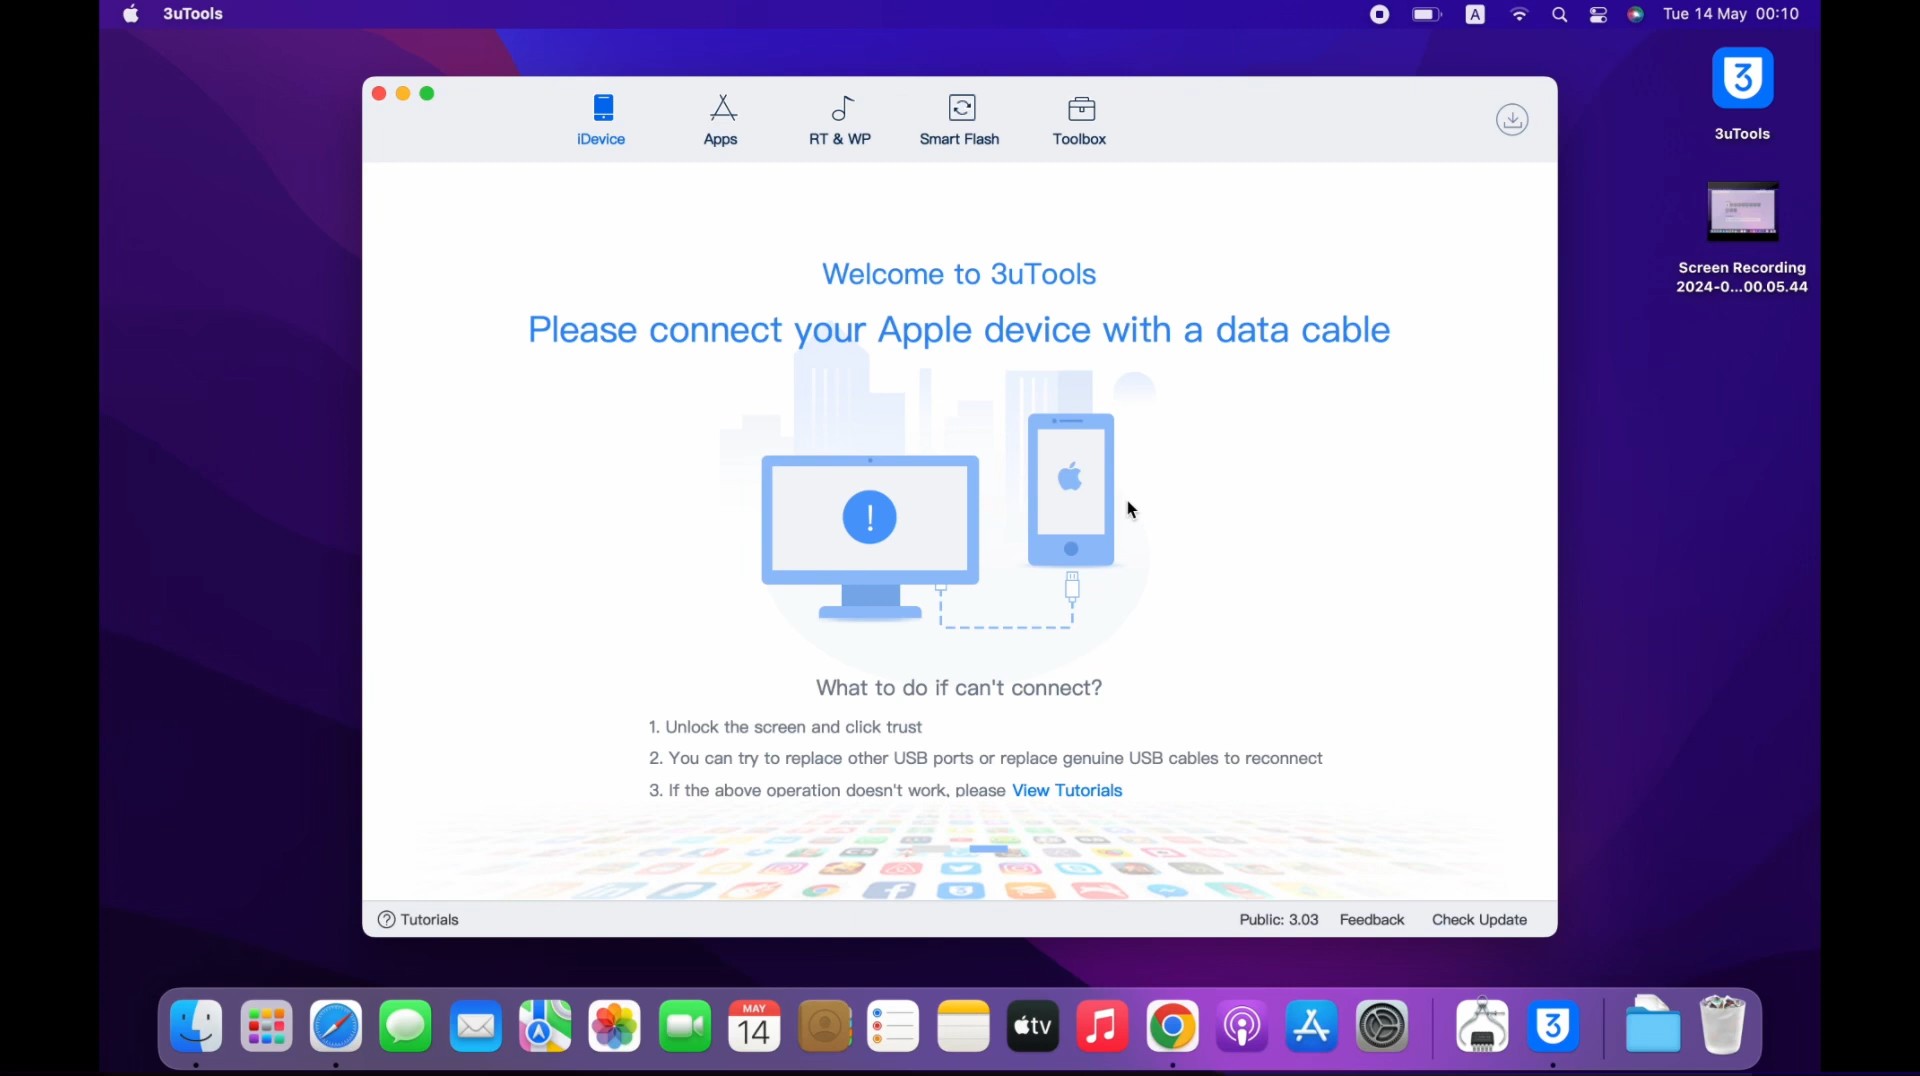 3uTools
A
Tue 14 May 00:10
iDevice
Apps
RT & WP
Smart Flash
Toolbox
3
3uTools
Screen Recording
2024-0...00.05.44
Welcome to 3uTools
Please connect your Apple device with a data cable
!
What to do if can't connect?
1. Unlock the screen and click trust
2. You can try to replace other USB ports or replace genuine USB cables to reconnect
3. If the above operation doesn't work, please View Tutorials
? Tutorials
Public: 3.03
Feedback
Check Update
MAY
14
tv
3